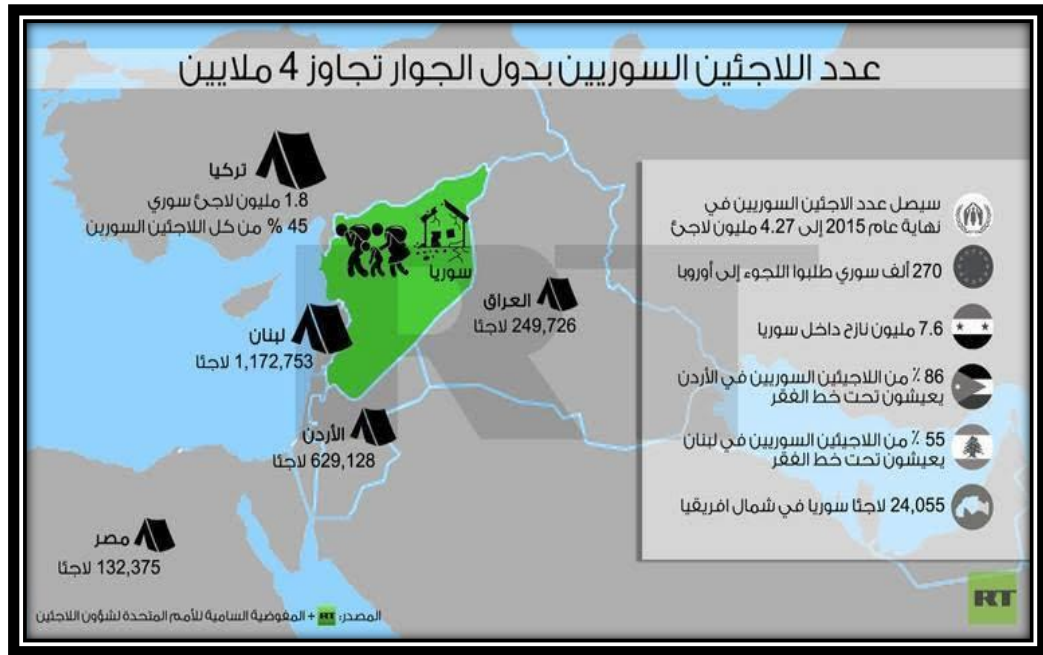 عدد اللاجئين السوريين بدول الجوار تجاوز 4 ملايين
تركيا
1.8 مليون لاجئ سوري
45 % من كل اللاجئين السورين
سوريا
العراق
249,726 لاجئا
لبنان
1,172,753 لاجئا
الأردن
629,128 لاجئا
مصر
132,375 لاجئا
سيصل عدد الاجئين السوريين في
نهاية عام 2015 إلى 4.27 مليون لاجئ
270 ألف سوري طلبوا اللجوء إلى أوروبا
7.6 مليون نازح داخل سوريا
86 ٪ من اللاجيئين السوريين في الأردن
يعيشون تحت خط الفقر
55 ٪ من اللاجيئين السوريين في لبنان
يعيشون تحت خط الفقر
24,055 لاجئا سوريا في شمال افريقيا
RT
المصدر: RT + المفوضية السامية للأمم المتحدة لشؤون اللاجئين
RT